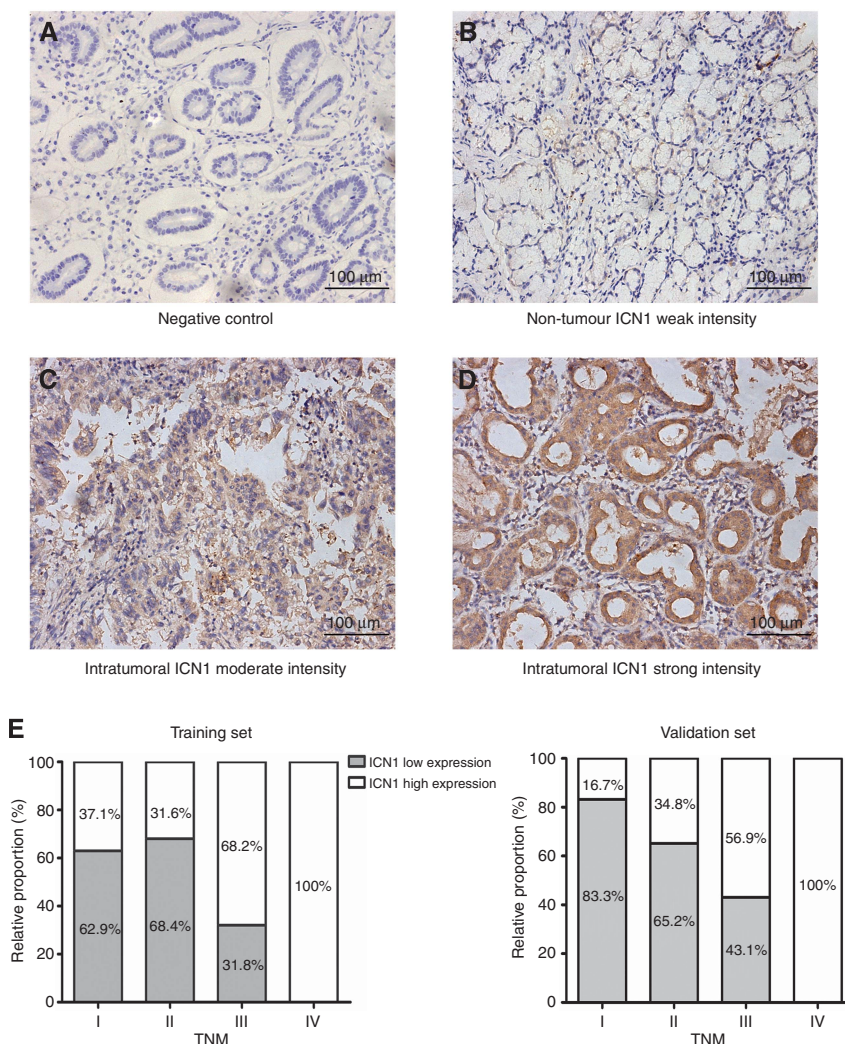 A
100 μm
Negative control
B
100 μm
Non-tumour ICN1 weak intensity
C
100 μm
Intratumoral ICN1 moderate intensity
D
100 μm
Intratumoral ICN1 strong intensity
E
Training set
Relative proportion (%)
100
80
60
40
20
0
37.1%
31.6%
68.2%
100%
62.9%
68.4%
31.8%
I
II
III
IV
TNM
ICN1 low expression
ICN1 high expression
Validation set
Relative proportion (%)
100
80
60
40
20
0
16.7%
34.8%
56.9%
100%
83.3%
65.2%
43.1%
I
II
III
IV
TNM